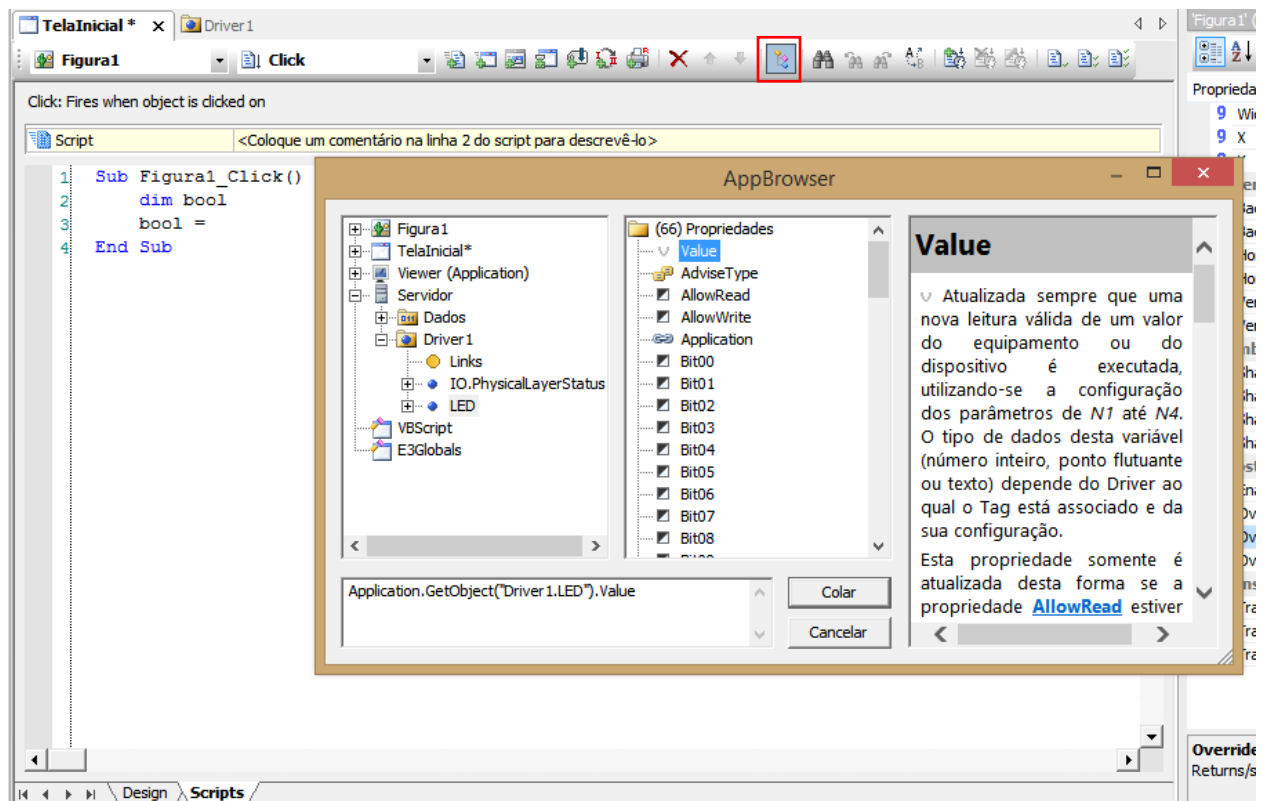 TelaInicial * x Driver1
'Figura1' (
Figura1 Click
Click: Fires when object is clicked on
Proprieda
Script <Coloque um comentário na linha 2 do script para descrevê-lo>
9 X
1 Sub Figura1_Click()
2 dim bool
3 bool =
4 End Sub
AppBrowser
Figura1
TelaInicial*
Viewer (Application)
Servidor
Dados
Driver1
Links
IO.PhysicalLayerStatus
LED
VBScript
E3Globals
(66) Propriedades
Value
AdviseType
AllowRead
AllowWrite
Application
Bit00
Bit01
Bit02
Bit03
Bit04
Bit05
Bit06
Bit07
Bit08
Value
Atualizada sempre que uma
nova leitura válida de um valor
do equipamento ou do
dispositivo é executada,
utilizando-se a configuração
dos parâmetros de N1 até N4.
O tipo de dados desta variável
(número inteiro, ponto flutuante
ou texto) depende do Driver ao
qual o Tag está associado e da
sua configuração.
Esta propriedade somente é
atualizada desta forma se a
propriedade AllowRead estiver
Application.GetObject("Driver1.LED").Value
Colar
Cancelar
Override
Returns/s
Design Scripts